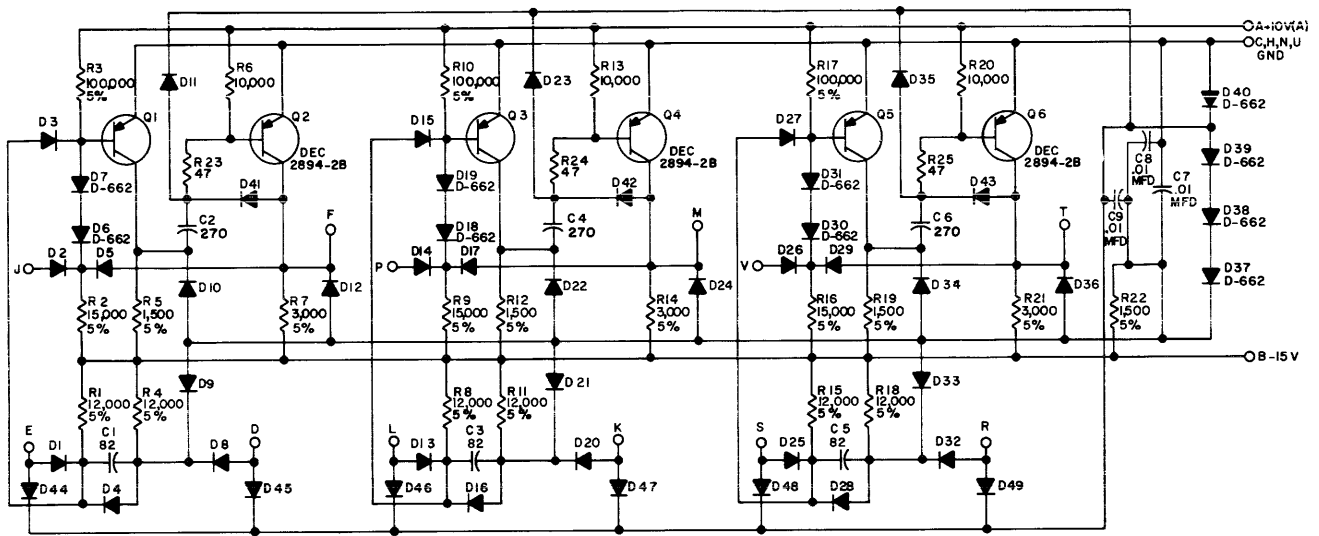 A+10V(A)
C,H,N,U
GND
R3
100,000
5%
D11
R6
10,000
Q1
Q2
D3
DEC
2894-2B
D7
D-662
R23
47
D41
D6
D-662
C2
270
F
J
D2
D5
D10
D12
R2
15,000
5%
R5
1,500
5%
R7
3,000
5%
D9
R1
12,000
5%
R4
12,000
5%
E
C1
82
D
D1
D8
D44
D4
D45
R10
100,000
5%
D23
R13
10,000
Q3
Q4
D15
DEC
2894-2B
D19
D-662
R24
47
D42
D18
D-662
C4
270
M
P
D14
D17
D22
D24
R9
15,000
5%
R12
1,500
5%
R14
3,000
5%
D21
R8
12,000
5%
R11
12,000
5%
L
C3
82
K
D13
D20
D46
D16
D47
R17
100,000
5%
D35
R20
10,000
Q5
Q6
D27
DEC
2894-2B
D31
D-662
R25
47
D43
D30
D-662
C6
270
T
V
D26
D29
D34
D36
R16
15,000
5%
R19
1,500
5%
R21
3,000
5%
D33
R15
12,000
5%
R18
12,000
5%
S
C5
82
R
D25
D32
D48
D28
D49
D40
D-662
C8
.01
MFD
D39
D-662
C7
.01
MFD
C9
.01
MFD
D38
D-662
D37
D-662
R22
1,500
5%
B-15V